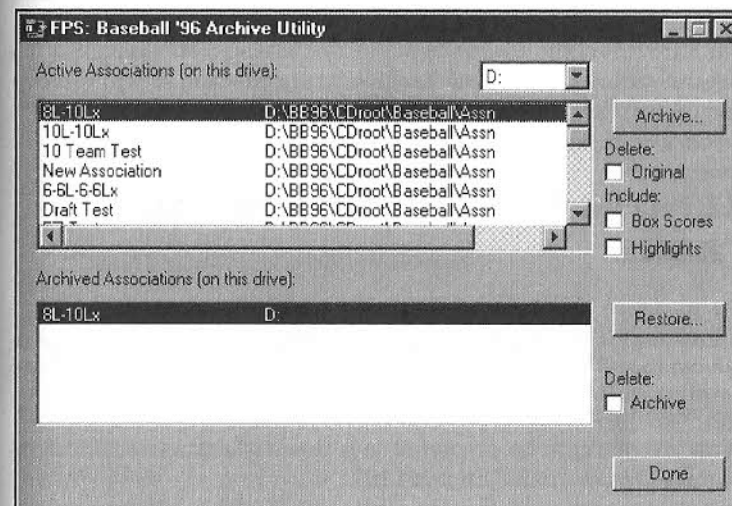 FPS: Baseball '96 Archive Utility
Active Associations (on this drive):
D:
8L-10Lx D:\BB96\CDroot\Baseball\Assn
10L-10Lx D:\BB96\CDroot\Baseball\Assn
10 Team Test D:\BB96\CDroot\Baseball\Assn
New Association D:\BB96\CDroot\Baseball\Assn
6-6L-6-6Lx D:\BB96\CDroot\Baseball\Assn
Draft Test D:\BB96\CDroot\Baseball\Assn
Archive...
Delete:
Original
Include:
Box Scores
Highlights
Archived Associations (on this drive):
8L-10Lx D:
Restore...
Delete:
Archive
Done